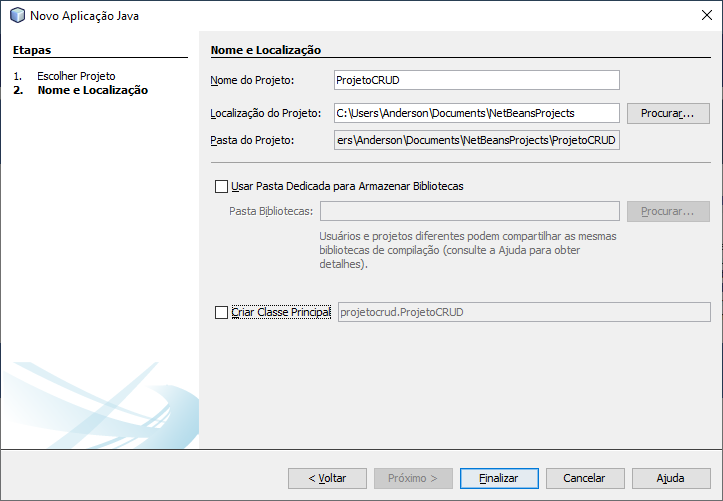 Novo Aplicação Java
Etapas
1. Escolher Projeto
2. Nome e Localização
Nome e Localização
Nome do Projeto: ProjetoCRUD
Localização do Projeto: C:\Users\Anderson\Documents\NetBeansProjects Procurar...
Pasta do Projeto: ers\Anderson\Documents\NetBeansProjects\ProjetoCRUD
Usar Pasta Dedicada para Armazenar Bibliotecas
Pasta Bibliotecas: Procurar...
Usuários e projetos diferentes podem compartilhar as mesmas
bibliotecas de compilação (consulte a Ajuda para obter
detalhes).
Criar Classe Principal projetocrud.ProjetoCRUD
< Voltar Próximo > Finalizar Cancelar Ajuda